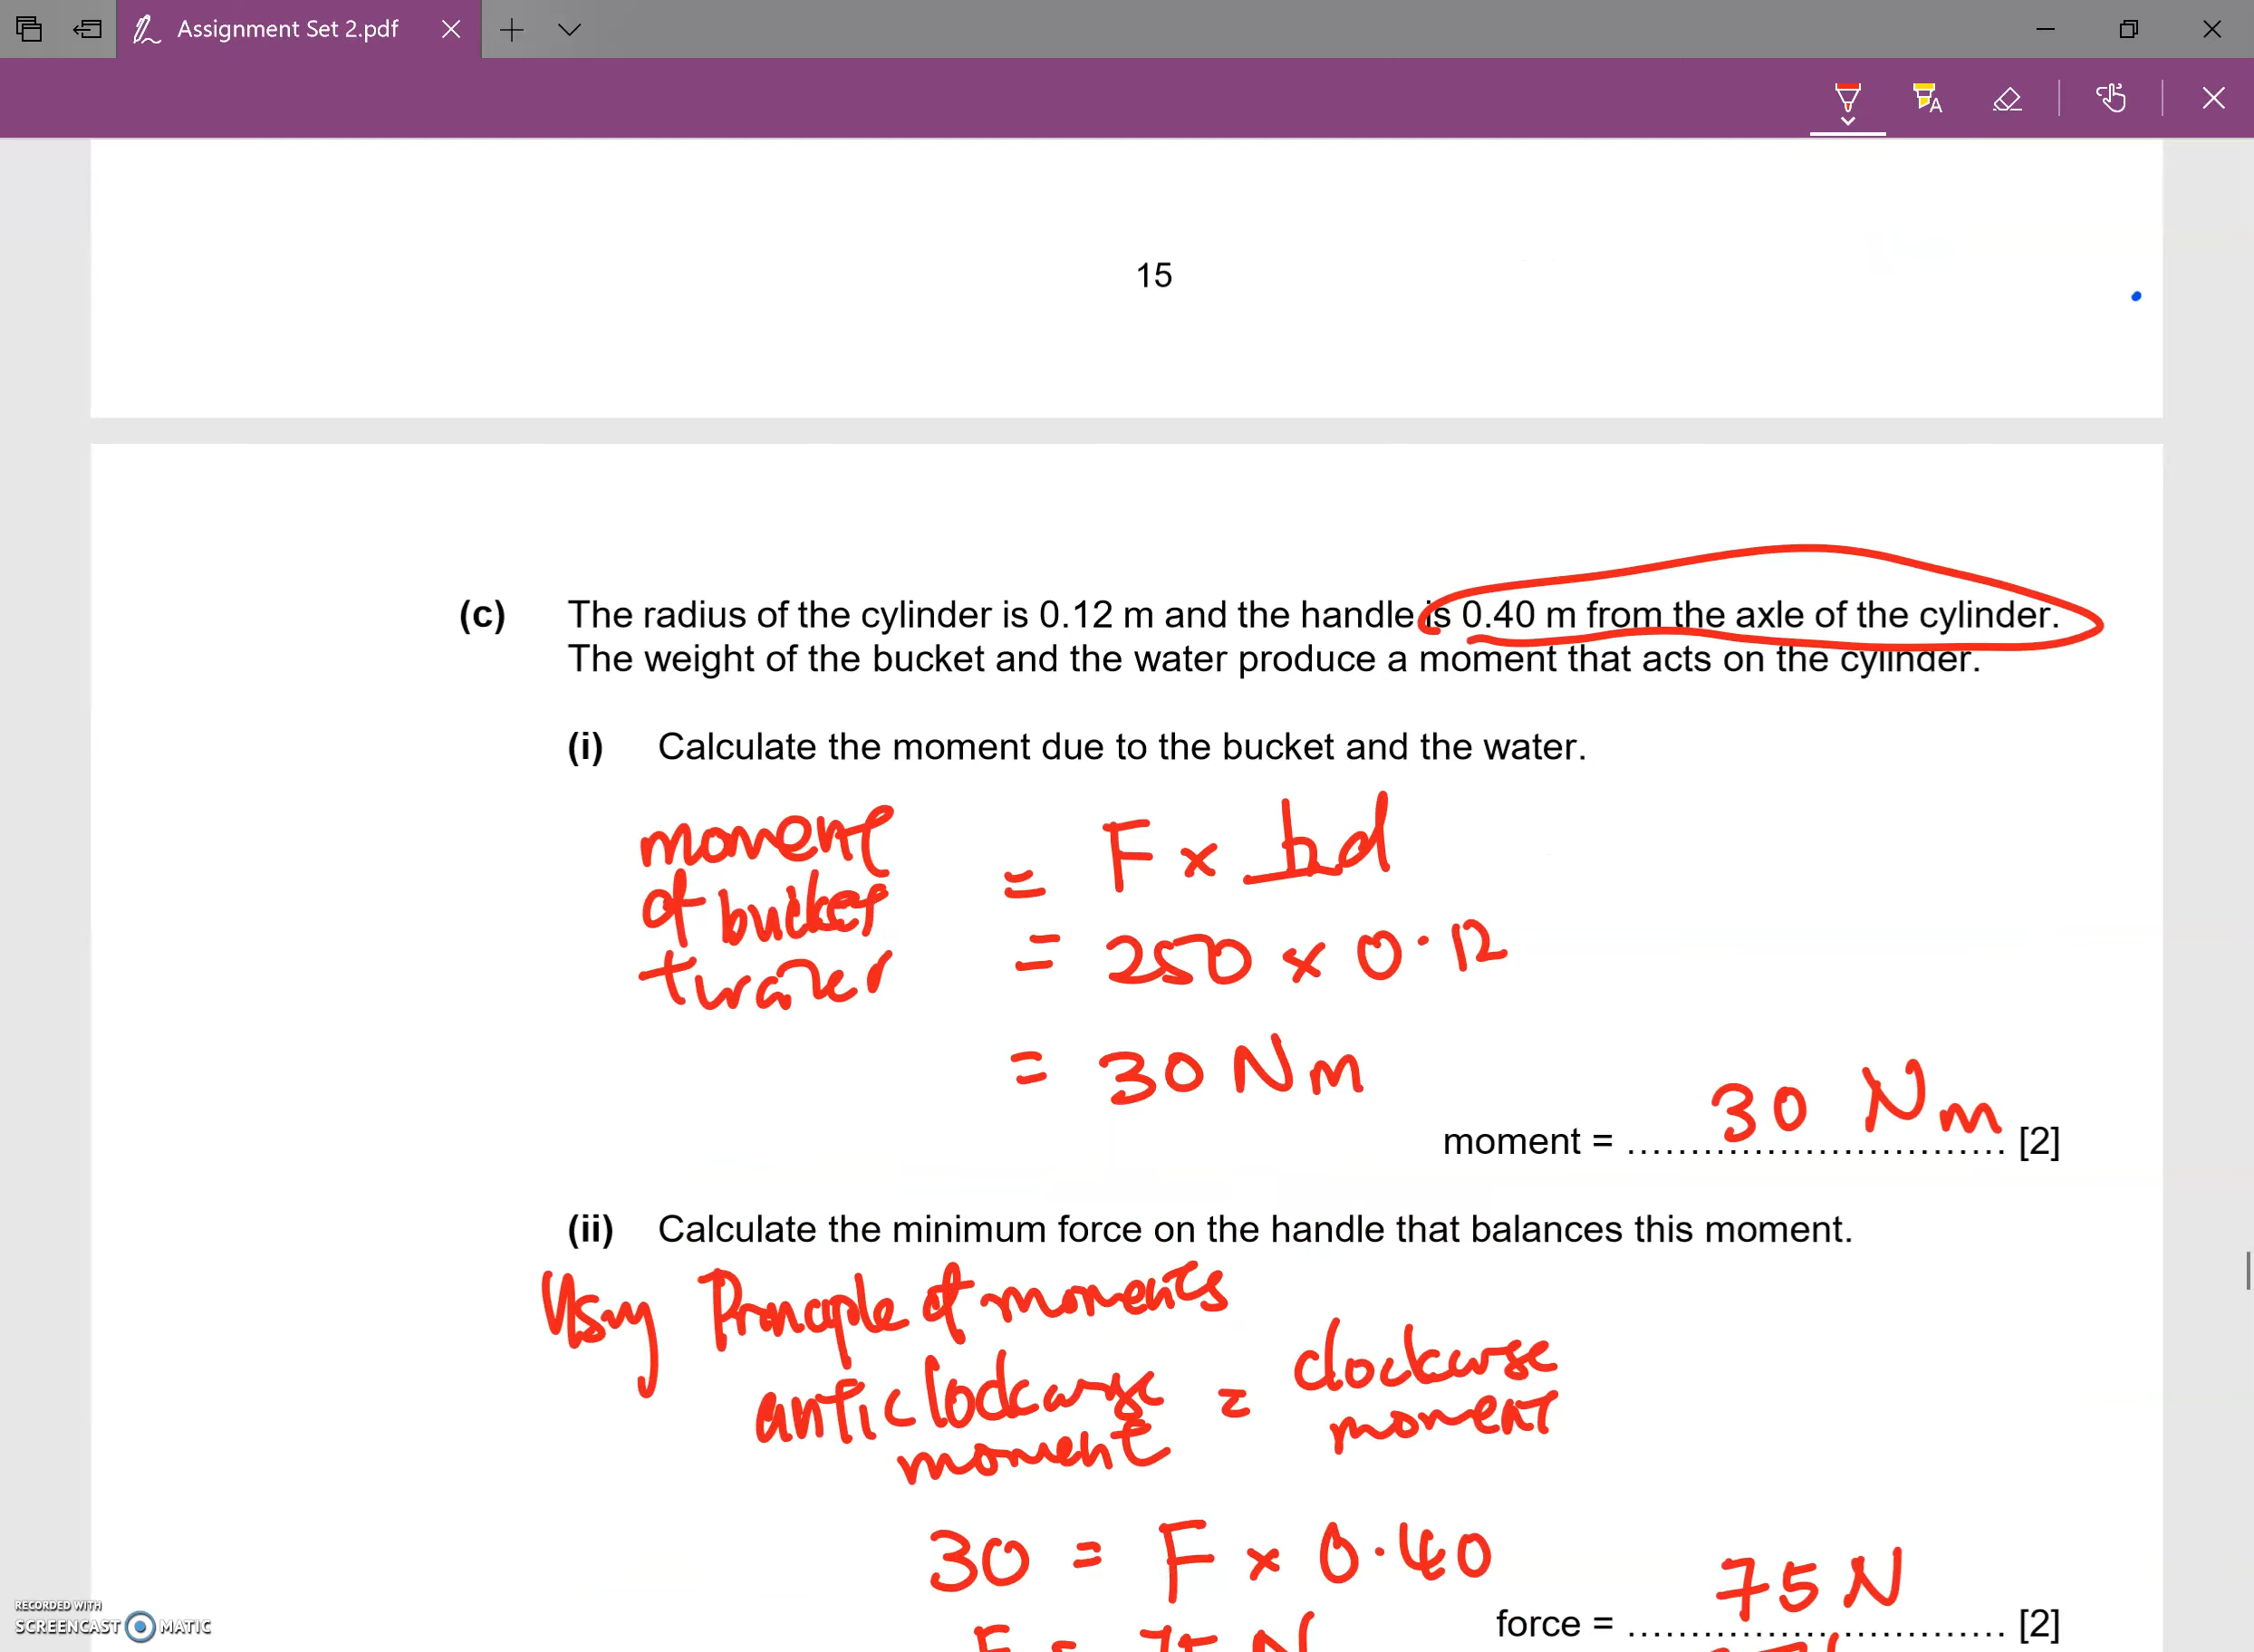 Assignment Set 2.pdf
15
(c) The radius of the cylinder is 0.12 m and the handle is 0.40 m from the axle of the cylinder.
The weight of the bucket and the water produce a moment that acts on the cylinder.
(i) Calculate the moment due to the bucket and the water.
moment = F x
of bucket = 250 x 0.12
= 30 Nm
moment = .............................. [2] 30 Nm
(ii) Calculate the minimum force on the handle that balances this moment.
Using Principle of moments
anticlockwise = clockwise
moment moment
30 = F x 0.40
F = 75 N
force = .............................. [2] 75 N
RECORDED WITH
SCREENCAST MATIC